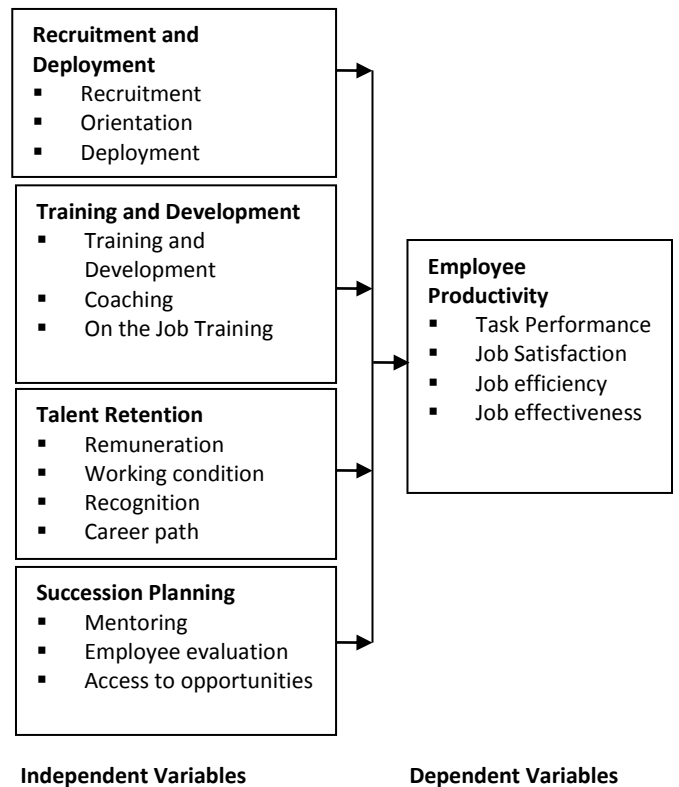 Recruitment and
Deployment
▪ Recruitment
▪ Orientation
▪ Deployment
Training and Development
▪ Training and
Development
▪ Coaching
▪ On the Job Training
Talent Retention
▪ Remuneration
▪ Working condition
▪ Recognition
▪ Career path
Succession Planning
▪ Mentoring
▪ Employee evaluation
▪ Access to opportunities
Employee
Productivity
▪ Task Performance
▪ Job Satisfaction
▪ Job efficiency
▪ Job effectiveness
Independent Variables
Dependent Variables